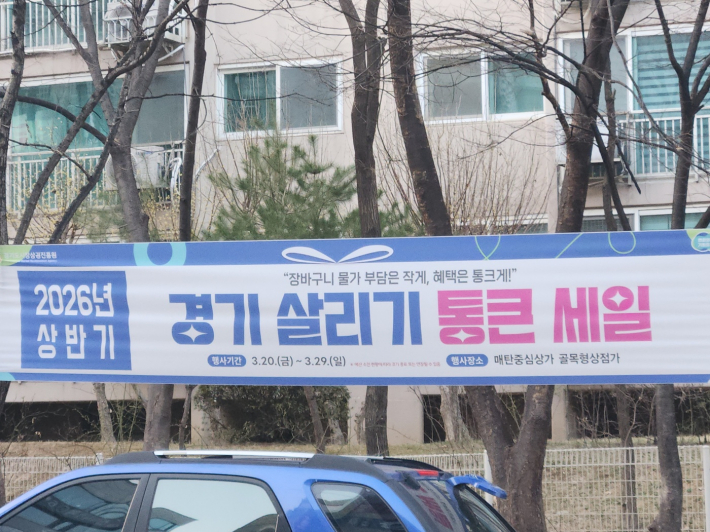 "장바구니 물가 부담은 작게, 혜택은 통크게!"
2026년
상반기
경기 살리기 통큰 세일
행사기간 3.20.(금) ~ 3.29.(일)
행사장소 매탄중심상가 골목형상점가